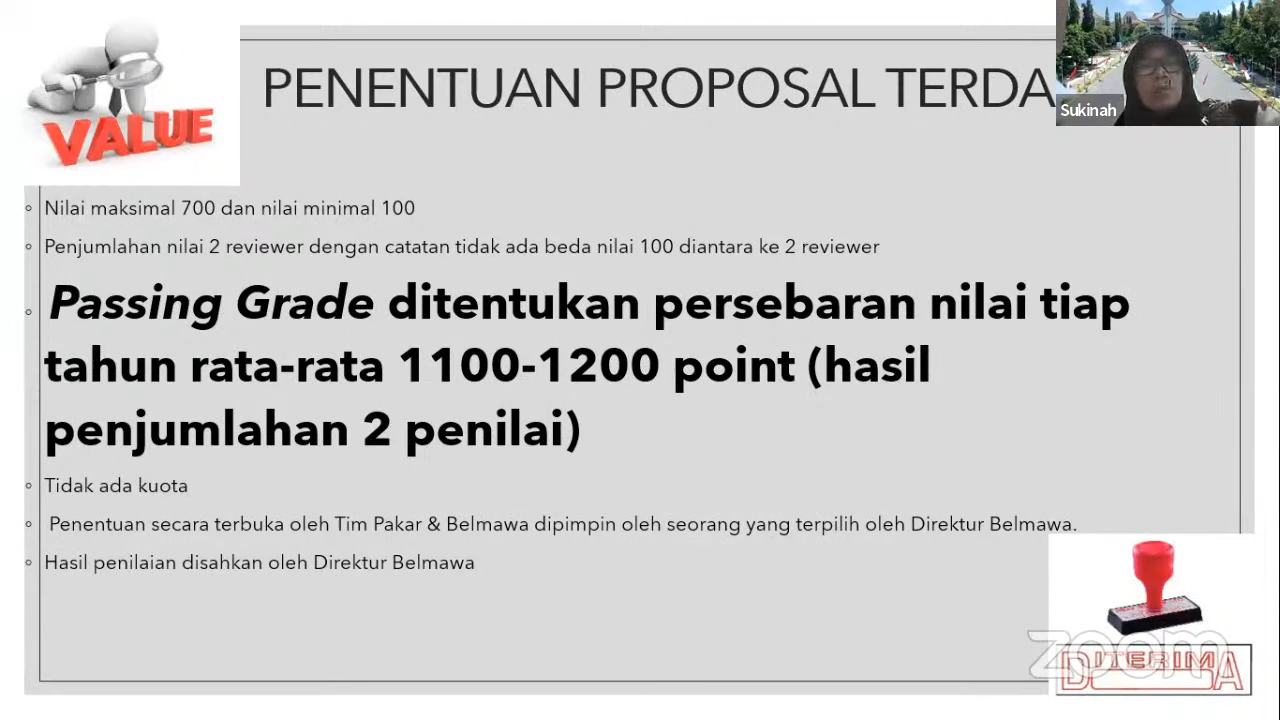 VALUE
PENENTUAN PROPOSAL TERDA
Sukinah
Nilai maksimal 700 dan nilai minimal 100
Penjumlahan nilai 2 reviewer dengan catatan tidak ada beda nilai 100 diantara ke 2 reviewer
Passing Grade ditentukan persebaran nilai tiap
tahun rata-rata 1100-1200 point (hasil
penjumlahan 2 penilai)
Tidak ada kuota
Penentuan secara terbuka oleh Tim Pakar & Belmawa dipimpin oleh seorang yang terpilih oleh Direktur Belmawa.
Hasil penilaian disahkan oleh Direktur Belmawa
zoom
DITERIMA